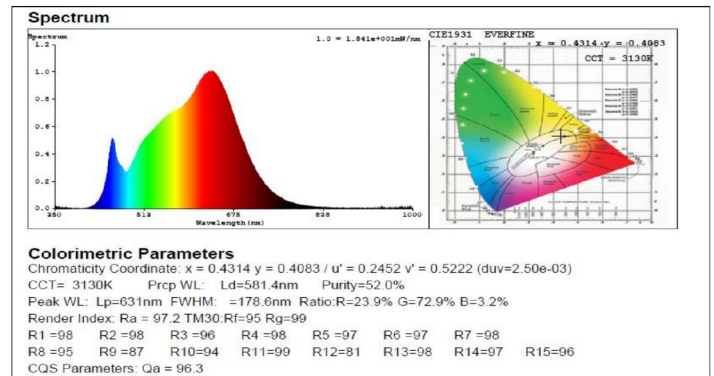 Spectrum
Spectrum
1.0 = 1.841e+001mW/nm
1.2
1.0
0.8
0.6
0.4
0.2
0.0
350 513 675 838 1000
Wavelength(nm)
CIE1931 EVERFINE
x = 0.4314 y = 0.4083
CCT = 3130K
Colorimetric Parameters
Chromaticity Coordinate: x = 0.4314 y = 0.4083 / u' = 0.2452 v' = 0.5222 (duv=2.50e-03)
CCT= 3130K Prcp WL: Ld=581.4nm Purity=52.0%
Peak WL: Lp=631nm FWHM: =178.6nm Ratio:R=23.9% G=72.9% B=3.2%
Render Index: Ra = 97.2 TM30:Rf=95 Rg=99
R1 =98 R2 =98 R3 =96 R4 =98 R5 =97 R6 =97 R7 =98
R8 =95 R9 =87 R10=94 R11=99 R12=81 R13=98 R14=97 R15=96
CQS Parameters: Qa = 96.3